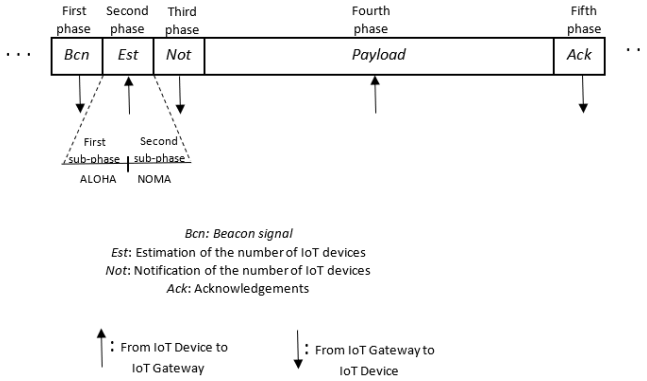 First phase
Second phase
Third phase
Fourth phase
Fifth phase
. . .
Bcn
Est
Not
Payload
Ack
. .
First sub-phase
Second sub-phase
ALOHA
NOMA
Bcn: Beacon signal
Est: Estimation of the number of IoT devices
Not: Notification of the number of IoT devices
Ack: Acknowledgements
: From IoT Device to
IoT Gateway
: From IoT Gateway to
IoT Device